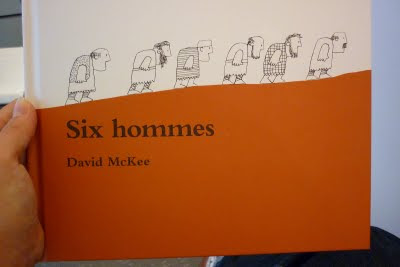 Six hommes
David McKee